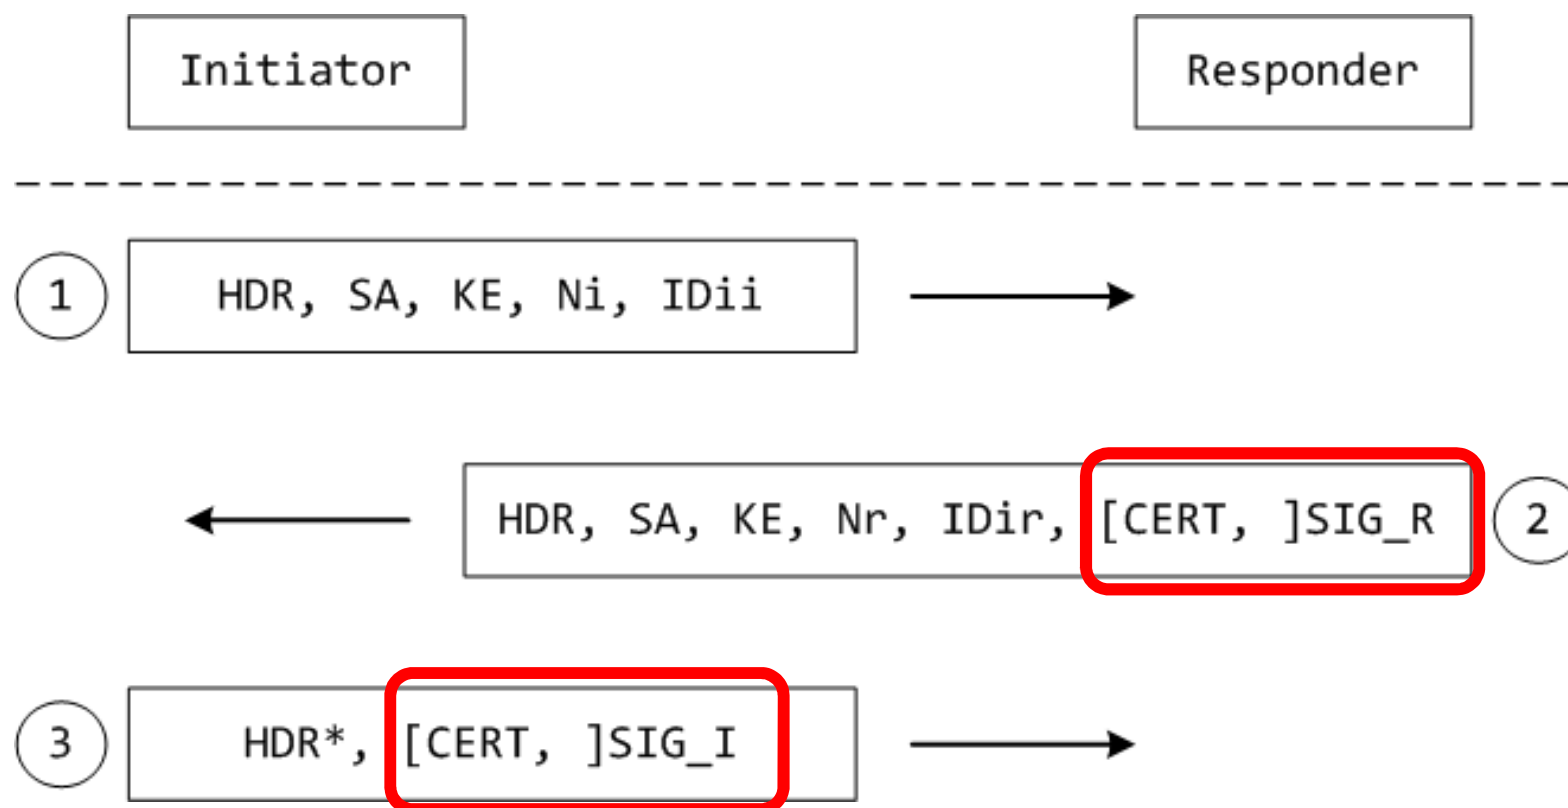 Initiator
Responder
1
HDR, SA, KE, Ni, IDii
HDR, SA, KE, Nr, IDir, [CERT, ]SIG_R
2
3
HDR*, [CERT, ]SIG_I